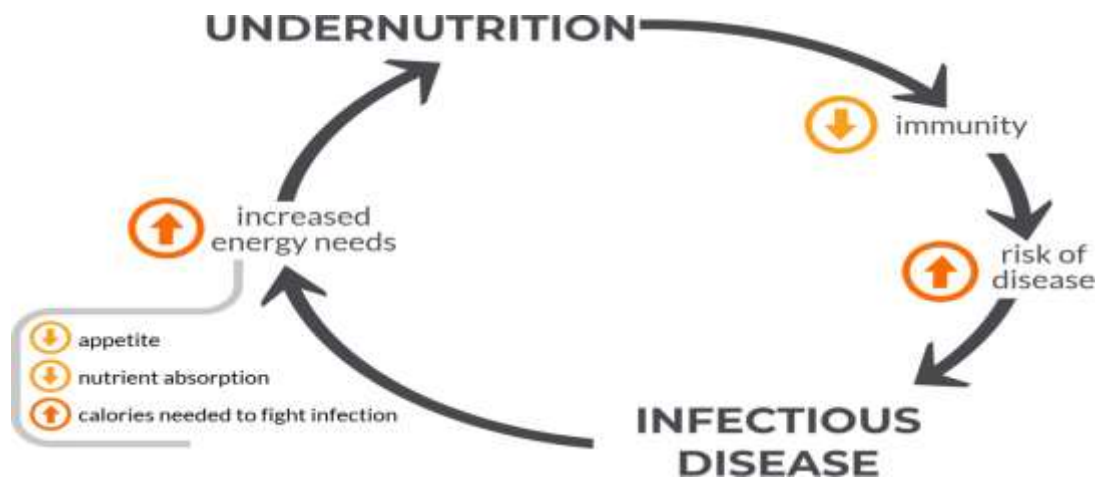 UNDERNUTRITION
immunity
risk of
disease
INFECTIOUS
DISEASE
increased
energy needs
appetite
nutrient absorption
calories needed to fight infection